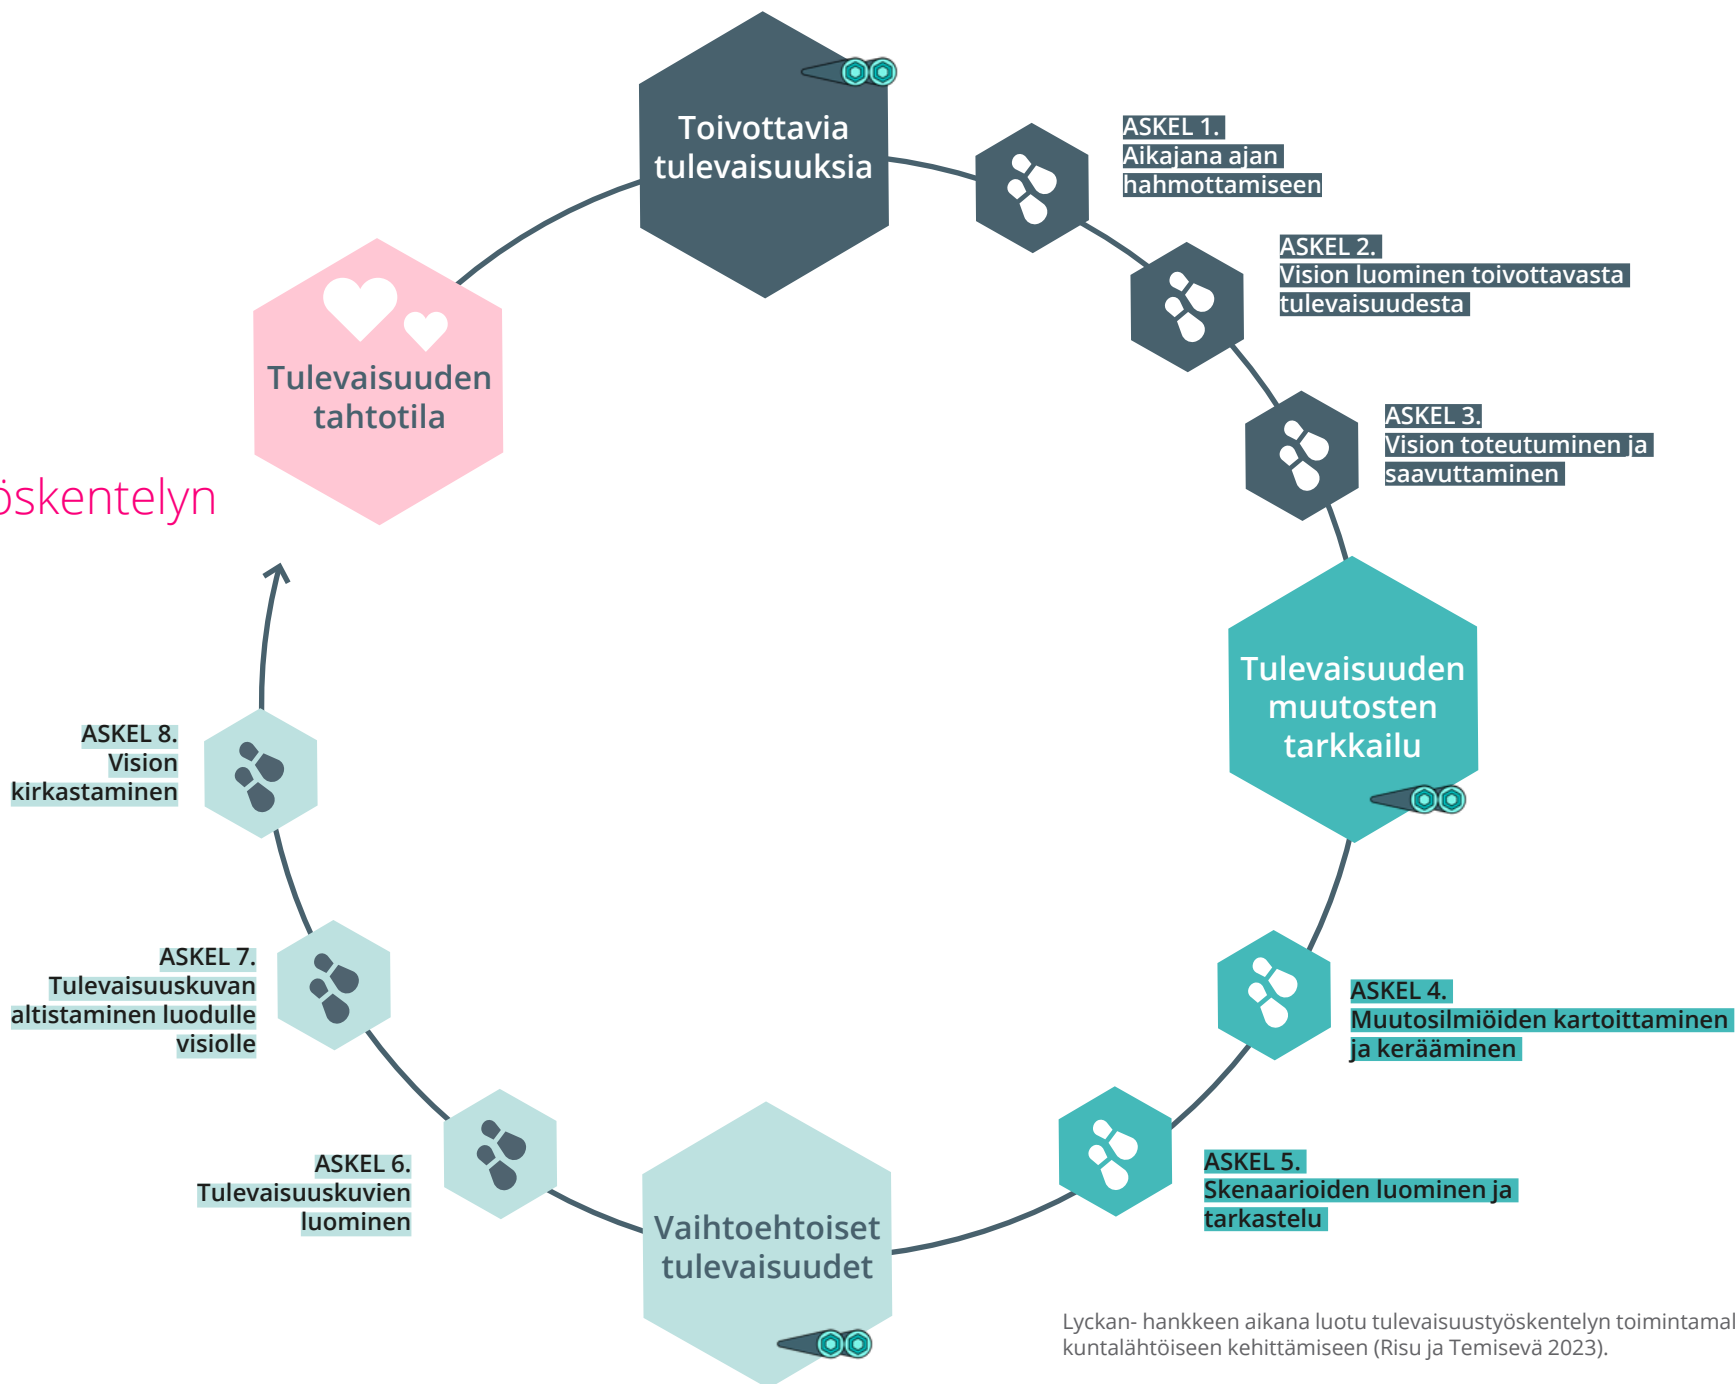 Toivottavia
tulevaisuuksia
ASKEL 1.
Aikajana ajan
hahmottamiseen
ASKEL 2.
Vision luominen toivottavasta
tulevaisuudesta
ASKEL 3.
Vision toteutuminen ja
saavuttaminen
Tulevaisuuden
tahtotila
öskentelyn
Tulevaisuuden
muutosten
tarkkailu
ASKEL 4.
Muutosilmiöiden kartoittaminen
ja kerääminen
ASKEL 5.
Skenaarioiden luominen ja
tarkastelu
Vaihtoehtoiset
tulevaisuudet
ASKEL 6.
Tulevaisuuskuvien
luominen
ASKEL 7.
Tulevaisuuskuvan
altistaminen luodulle
visiolle
ASKEL 8.
Vision
kirkastaminen
Lyckan- hankkeen aikana luotu tulevaisuustyöskentelyn toimintamal
kuntalähtöiseen kehittämiseen (Risu ja Temisevä 2023).